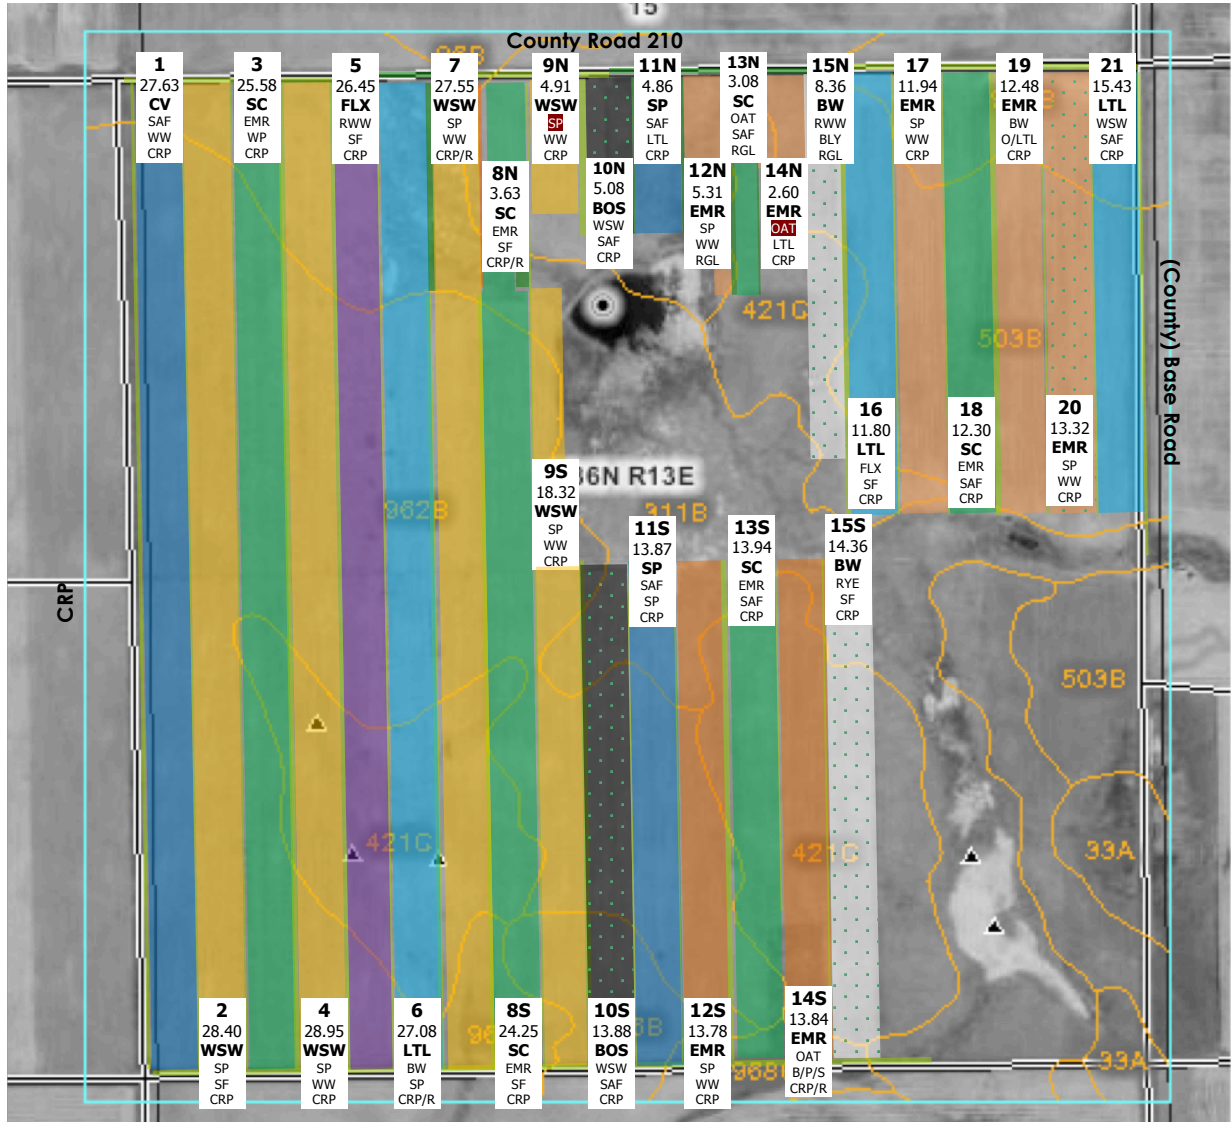 15
County Road 210
1
27.63
CV
SAF
WW
CRP
3
25.58
SC
EMR
WP
CRP
5
26.45
FLX
RWW
SF
CRP
7
27.55
WSW
SP
WW
CRP/R
9N
4.91
WSW
SP
WW
CRP
11N
4.86
SP
SAF
LTL
CRP
13N
3.08
SC
OAT
SAF
RGL
15N
8.36
BW
RWW
BLY
RGL
17
11.94
EMR
SP
WW
CRP
19
12.48
EMR
BW
O/LTL
CRP
21
15.43
LTL
WSW
SAF
CRP
8N
3.63
SC
EMR
SF
CRP/R
10N
5.08
BOS
WSW
SAF
CRP
12N
5.31
EMR
SP
WW
RGL
14N
2.60
EMR
OAT
LTL
CRP
(County) Base Road
421G
503B
16
11.80
LTL
FLX
SF
CRP
18
12.30
SC
EMR
SAF
CRP
20
13.32
EMR
SP
WW
CRP
9S
18.32
WSW
SP
WW
CRP
36N R13E
962B
911B
11S
13.87
SP
SAF
SP
CRP
13S
13.94
SC
EMR
SAF
CRP
15S
14.36
BW
RYE
SF
CRP
CRP
503B
421G
421G
33A
2
28.40
WSW
SP
SF
CRP
4
28.95
WSW
SP
WW
CRP
6
27.08
LTL
BW
SP
CRP/R
8S
24.25
SC
EMR
SF
CRP
10S
13.88
BOS
WSW
SAF
CRP
12S
13.78
EMR
SP
WW
CRP
14S
13.84
EMR
OAT
B/P/S
CRP/R
33A